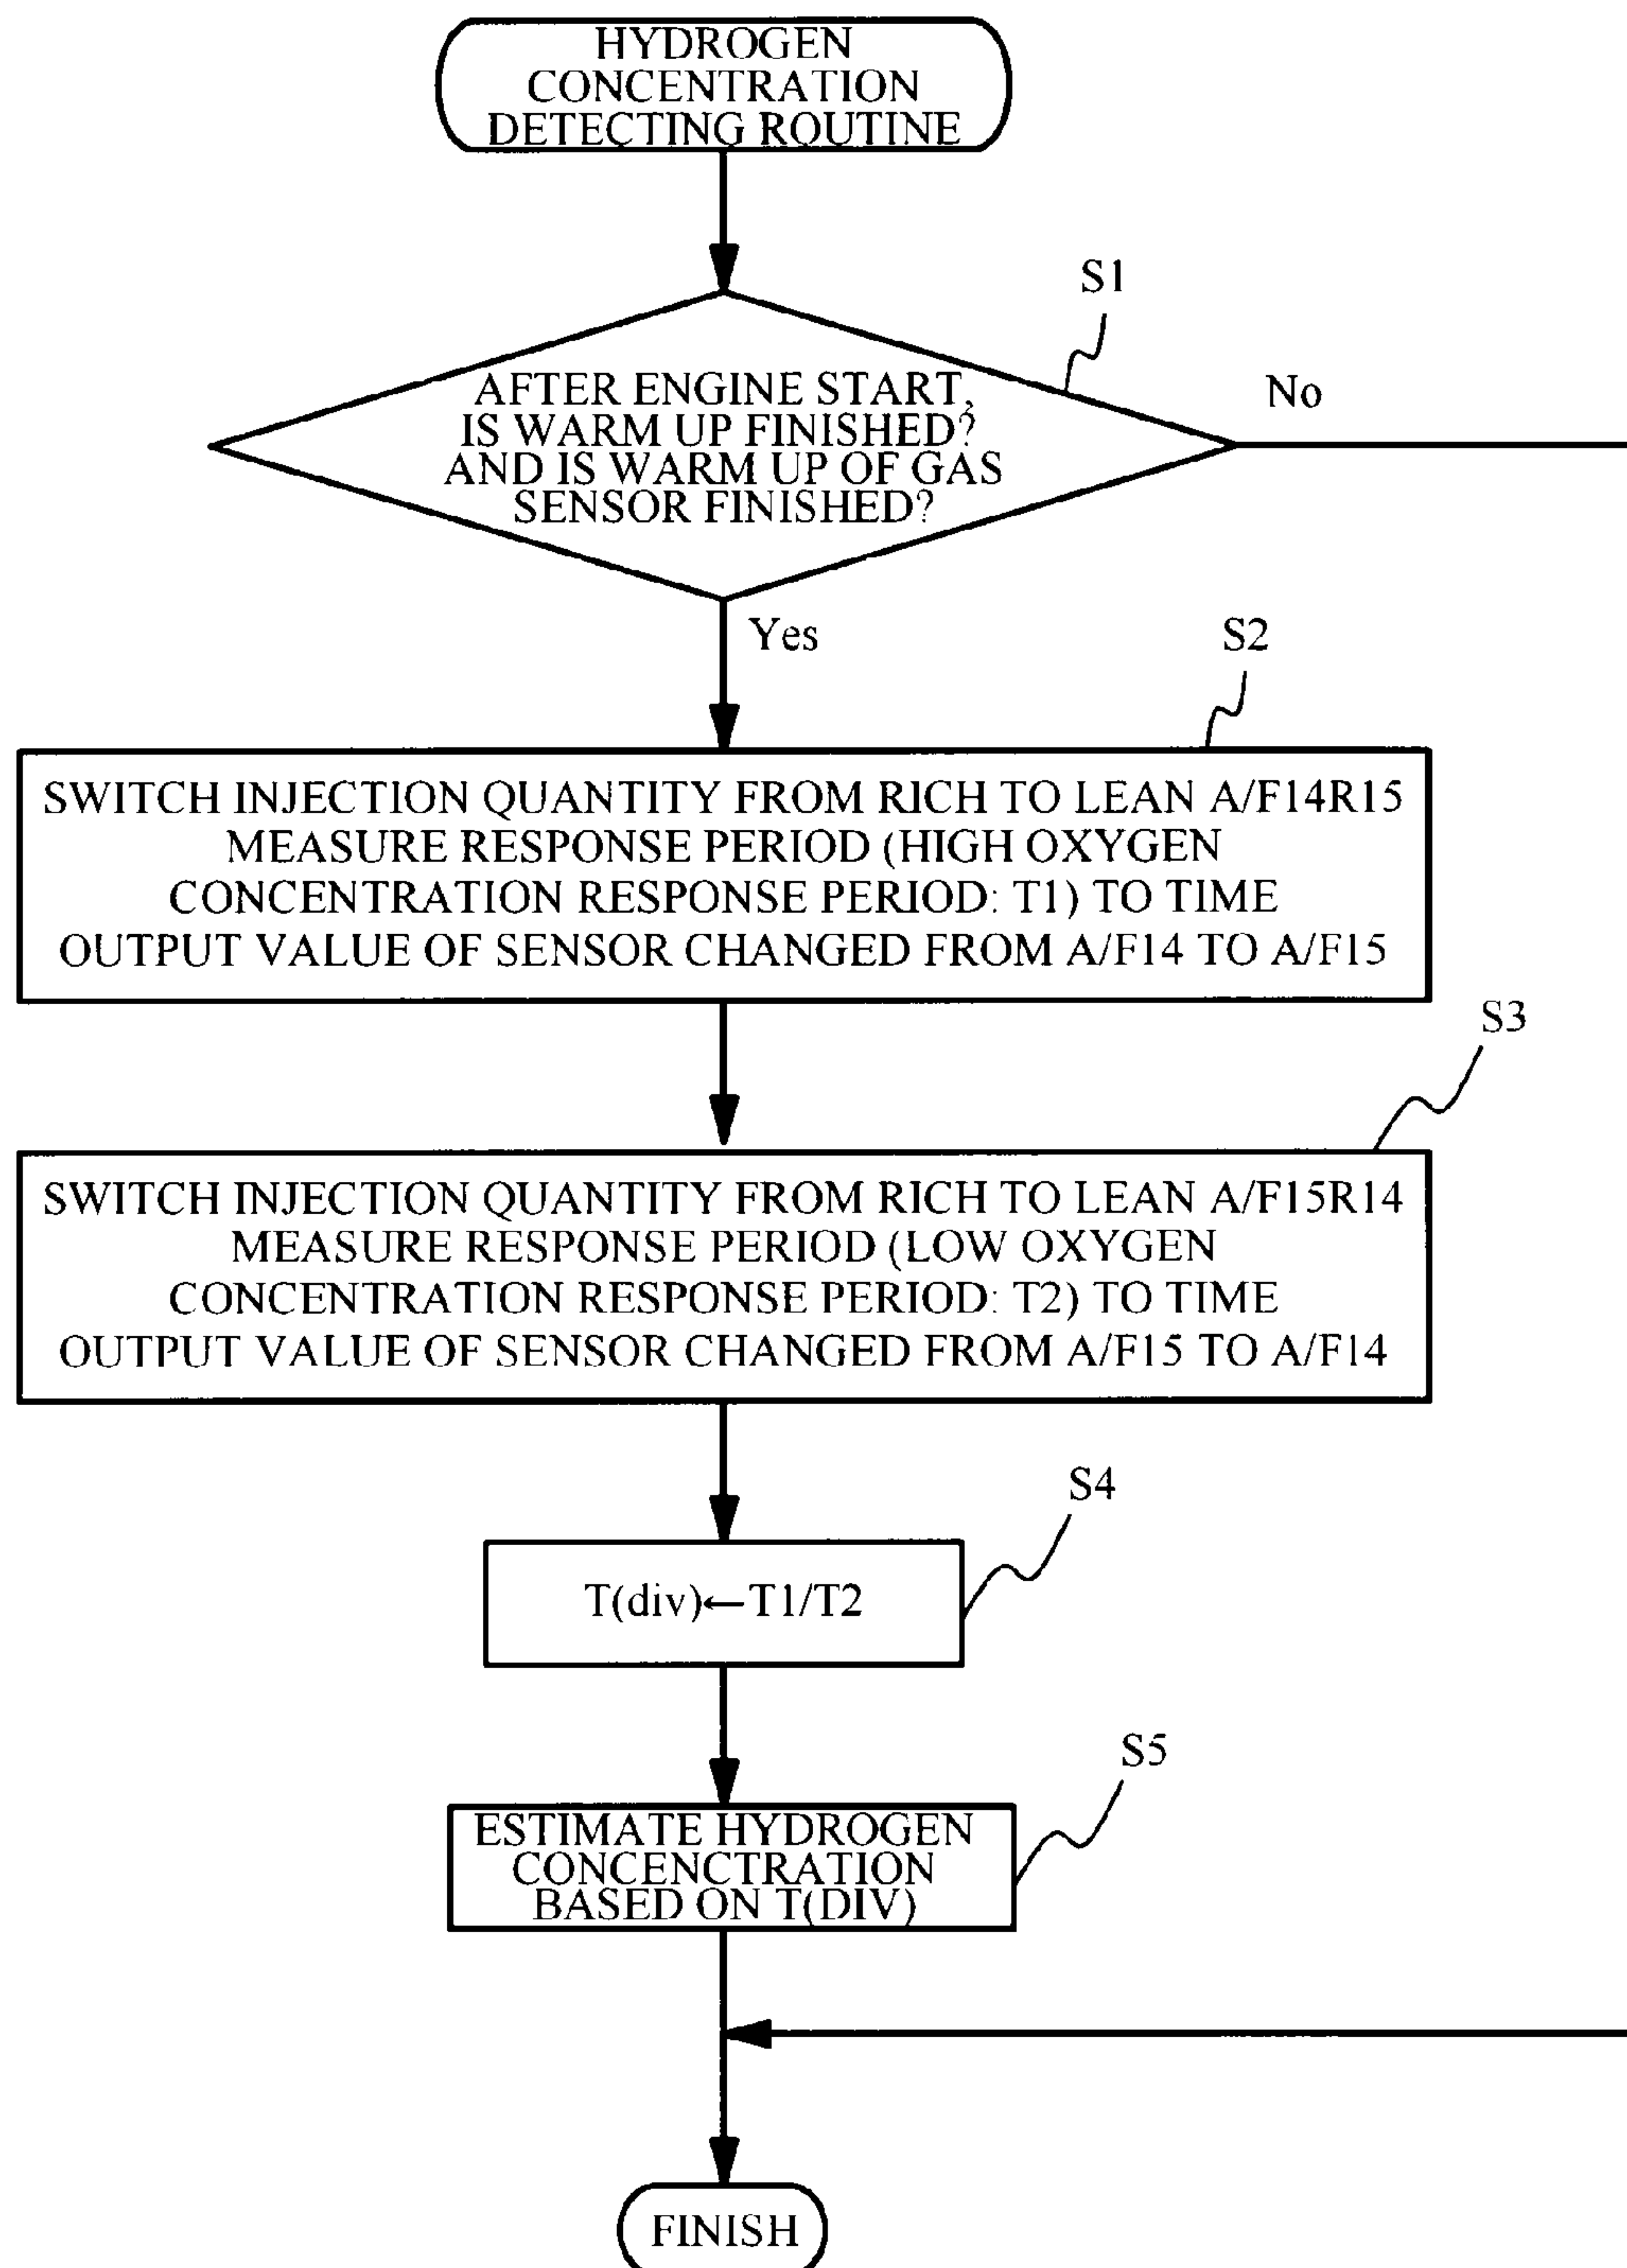 HYDROGEN
CONCENTRATION
DETECTING ROUTINE
S1
AFTER ENGINE START,
IS WARM UP FINISHED?
AND IS WARM UP OF GAS
SENSOR FINISHED?
No
Yes
S2
SWITCH INJECTION QUANTITY FROM RICH TO LEAN A/F14R15
MEASURE RESPONSE PERIOD (HIGH OXYGEN
CONCENTRATION RESPONSE PERIOD: T1) TO TIME
OUTPUT VALUE OF SENSOR CHANGED FROM A/F14 TO A/F15
S3
SWITCH INJECTION QUANTITY FROM RICH TO LEAN A/F15R14
MEASURE RESPONSE PERIOD (LOW OXYGEN
CONCENTRATION RESPONSE PERIOD: T2) TO TIME
OUTPUT VALUE OF SENSOR CHANGED FROM A/F15 TO A/F14
S4
T(div)←T1/T2
S5
ESTIMATE HYDROGEN
CONCENCTRATION
BASED ON T(DIV)
FINISH